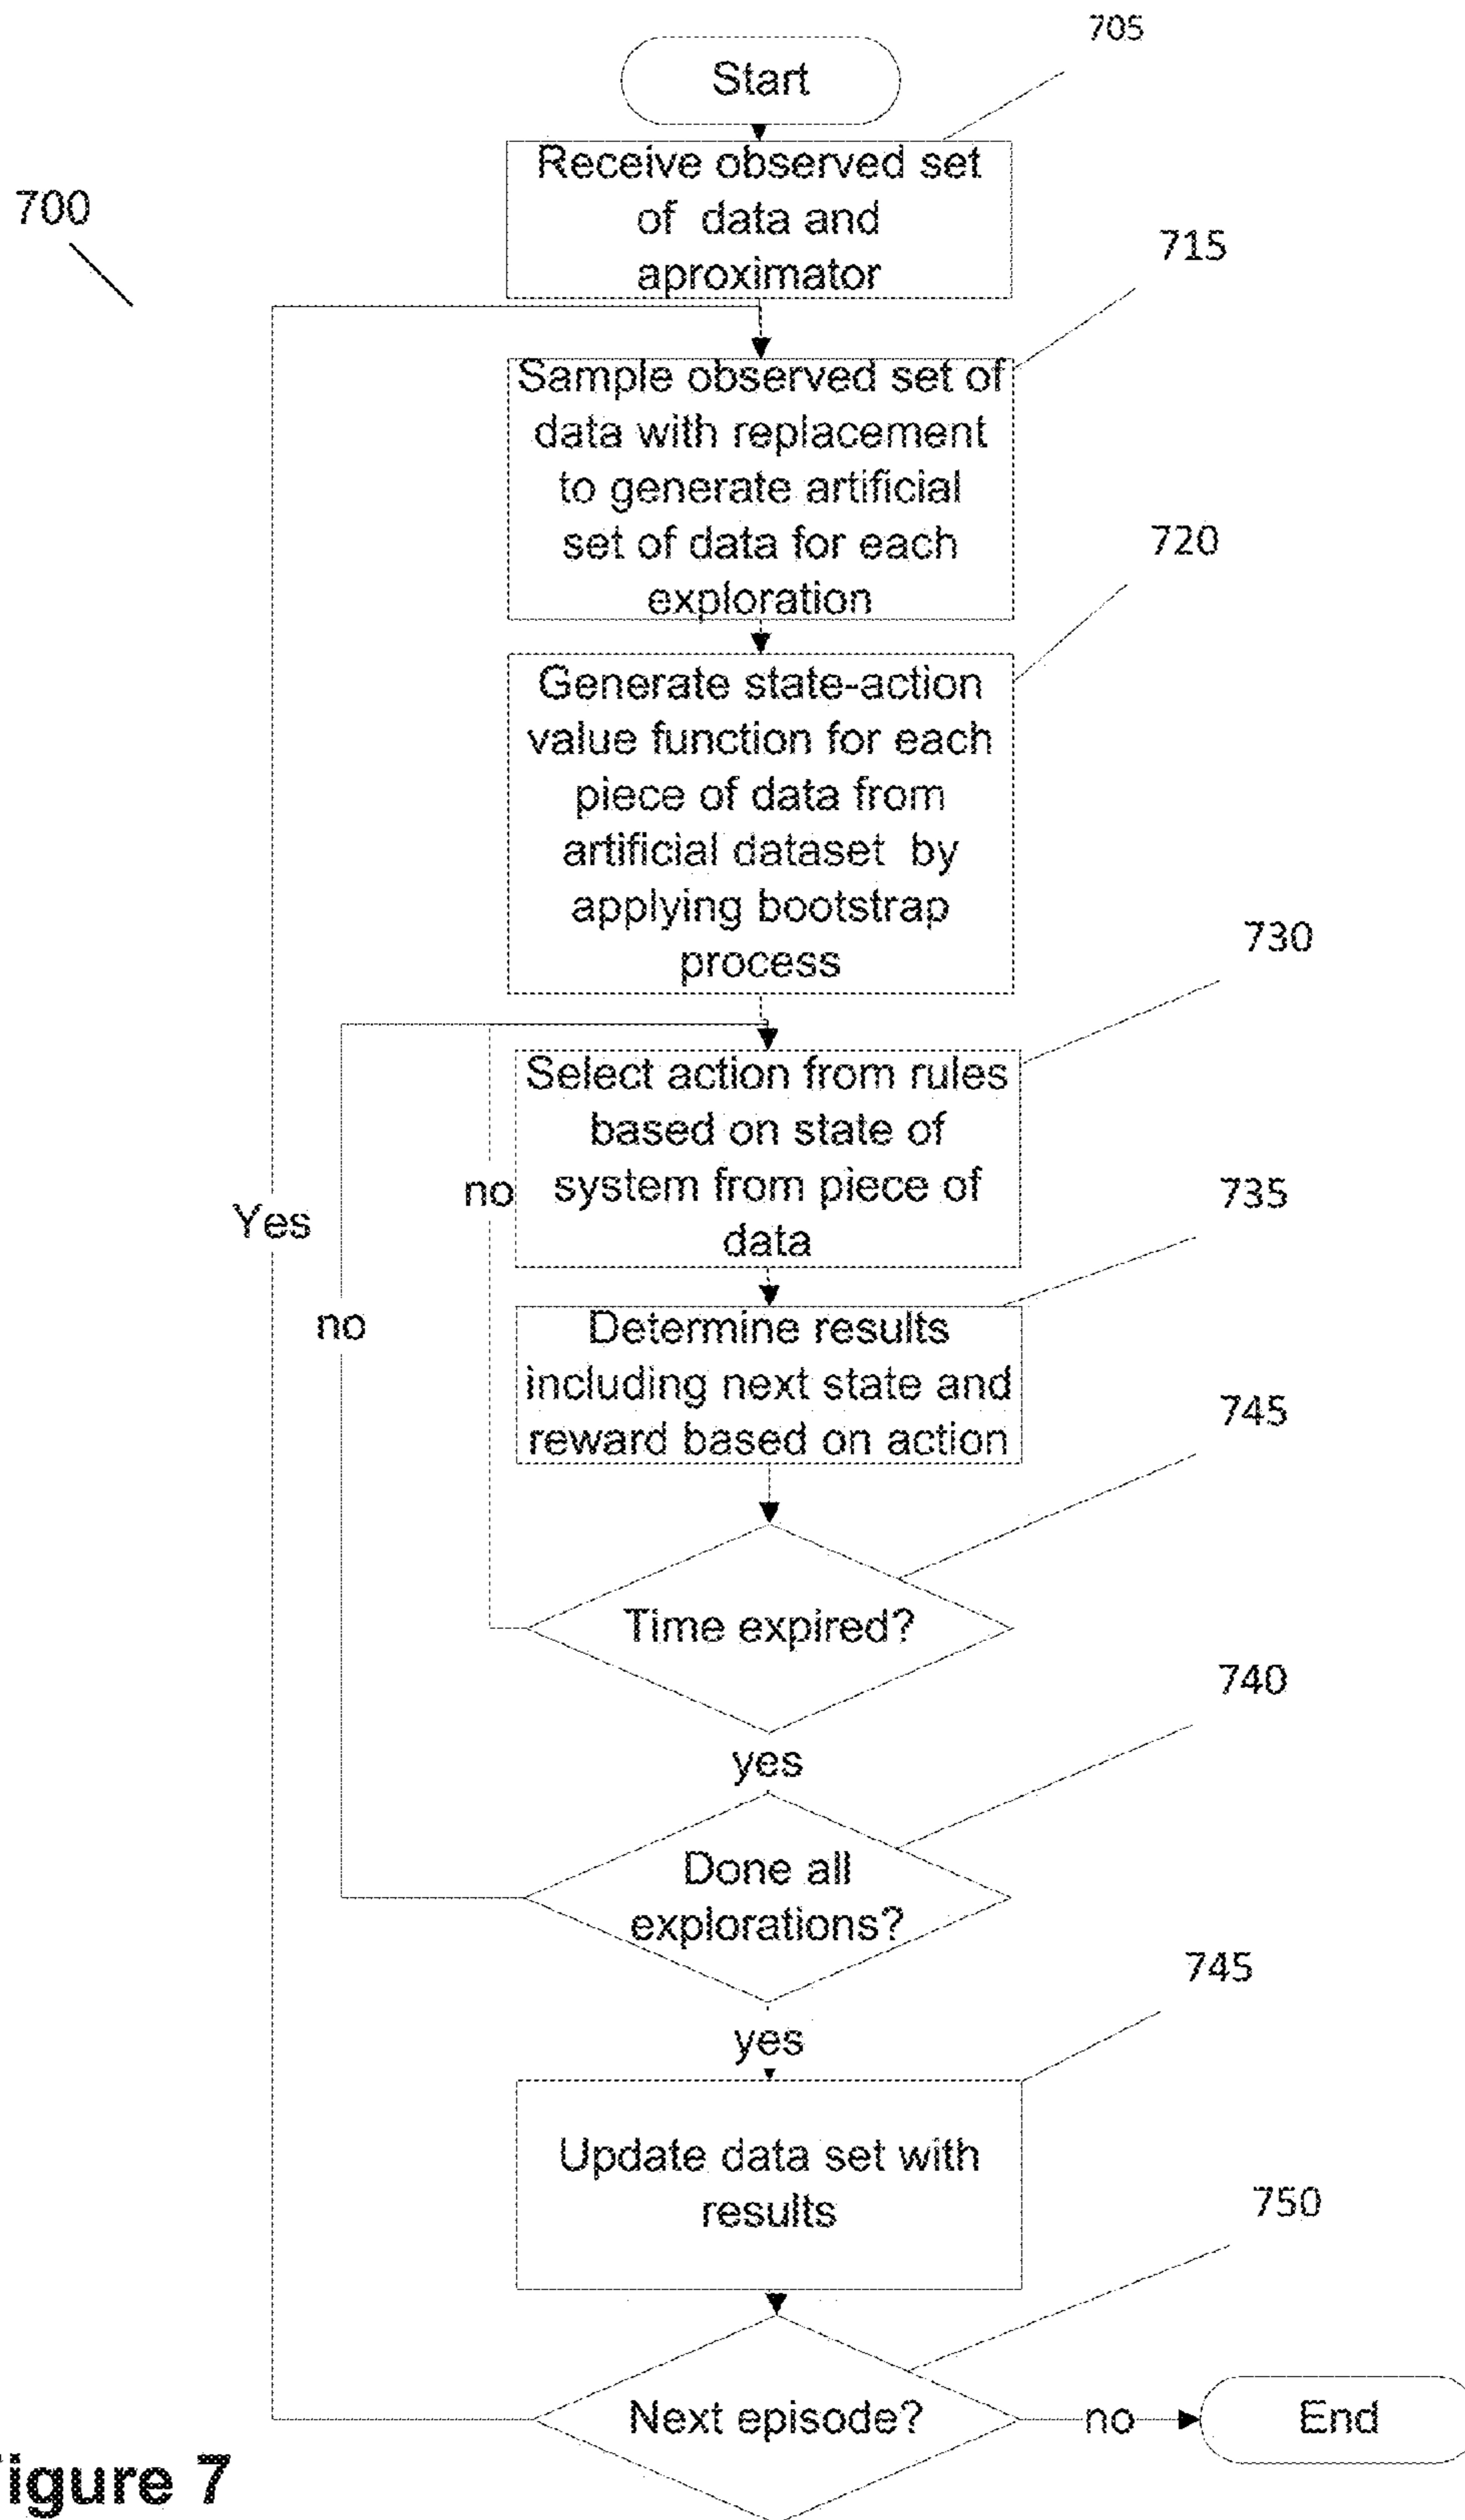 705
Start
700
Receive observed set
of data and
aproximator
715
Sample observed set of
data with replacement
to generate artificial
set of data for each
exploration
720
Generate state-action
value function for each
piece of data from
artificial dataset by
applying bootstrap
process
730
Select action from rules
based on state of
system from piece of
data
no
Yes
no
735
Determine results
including next state and
reward based on action
745
Time expired?
yes
740
Done all
explorations?
yes
745
Update data set with
results
750
Next episode?
no
End
igure 7